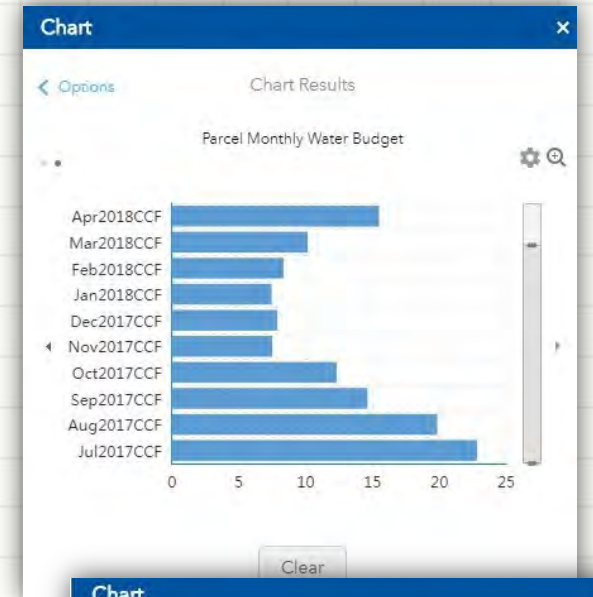 Chart ×
Options Chart Results
Parcel Monthly Water Budget
Apr2018CCF
Mar2018CCF
Feb2018CCF
Jan2018CCF
Dec2017CCF
Nov2017CCF
Oct2017CCF
Sep2017CCF
Aug2017CCF
Jul2017CCF
0 5 10 15 20 25
Clear
Chart